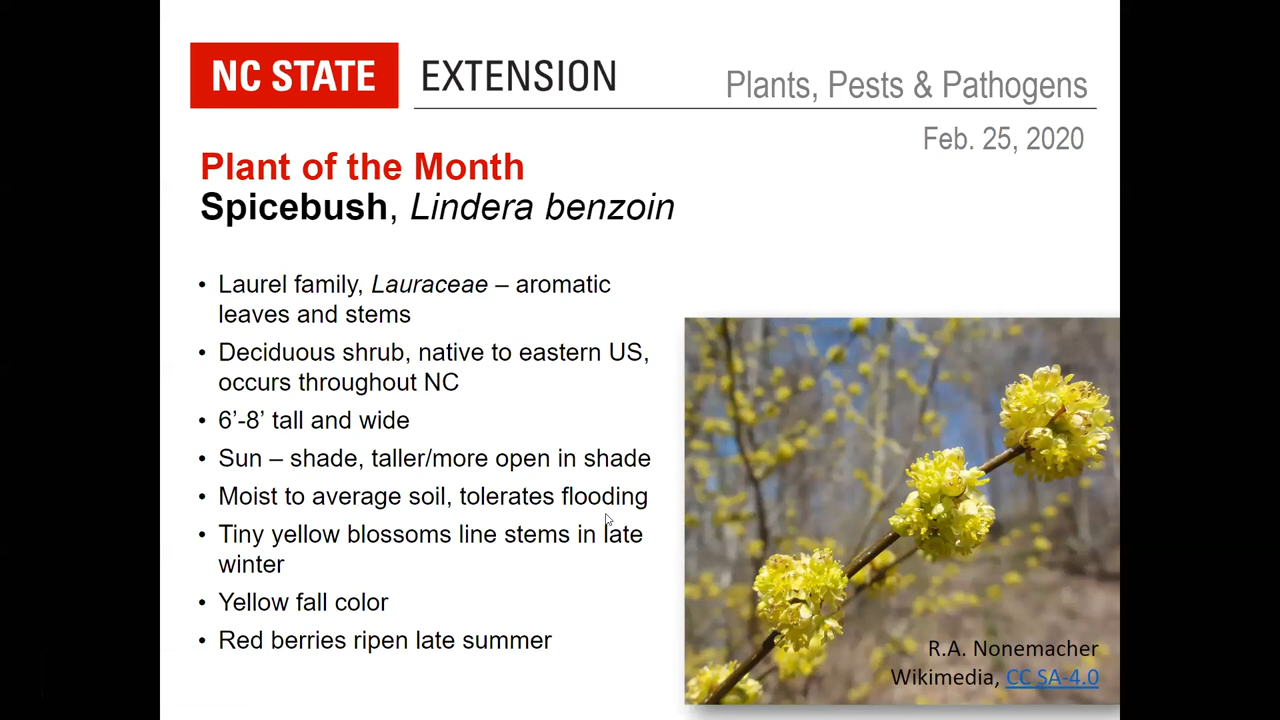 NC STATE EXTENSION
Plants, Pests & Pathogens
Feb. 25, 2020
Plant of the Month
Spicebush, Lindera benzoin
• Laurel family, Lauraceae – aromatic
leaves and stems
• Deciduous shrub, native to eastern US,
occurs throughout NC
• 6’-8’ tall and wide
• Sun – shade, taller/more open in shade
• Moist to average soil, tolerates flooding
• Tiny yellow blossoms line stems in late
winter
• Yellow fall color
• Red berries ripen late summer
R.A. Nonemacher
Wikimedia, CC SA-4.0